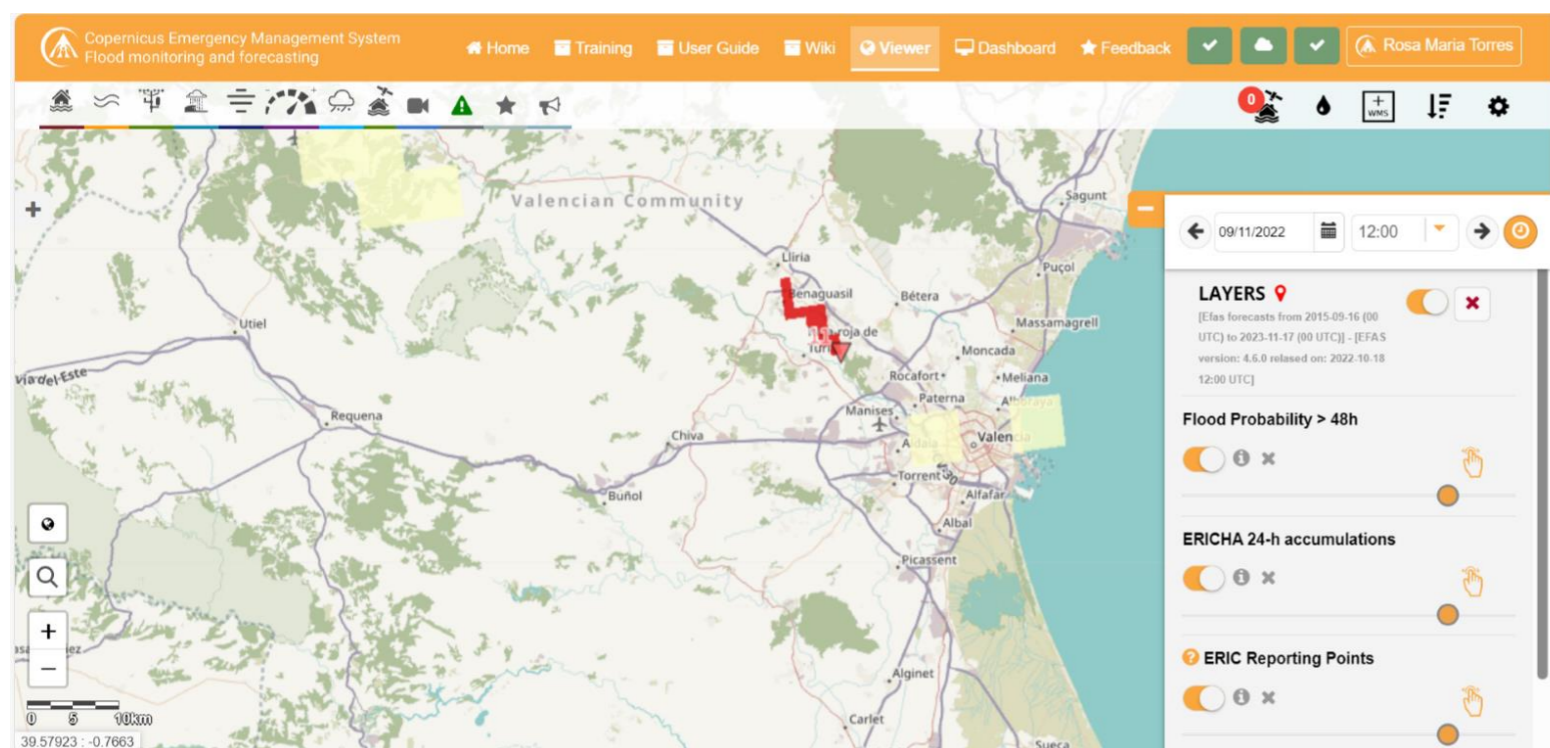 Copernicus Emergency Management System
Flood monitoring and forecasting
Home
Training
User Guide
Wiki
Viewer
Dashboard
Feedback
Rosa Maria Torres
0
+
WMS
Valencian Community
Sagunt
09/11/2022
12:00
Llíria
Puçol
LAYERS
[Efas forecasts from 2015-09-16 (00
UTC) to 2023-11-17 (00 UTC)] - [EFAS
version: 4.6.0 relased on: 2022-10-18
12:00 UTC]
Benaguasil
Bétera
Utiel
Massamagrell
roja de
Moncada
Rocafort
Meliana
Paterna
Manises
Requena
Chiva
Valencia
Torrent
Flood Probability > 48h
Buñol
Alfafar
Albal
ERICHA 24-h accumulations
Picassent
ERIC Reporting Points
Alginet
Carlet
Sueca
0 5 10km
39.57923 : -0.7663